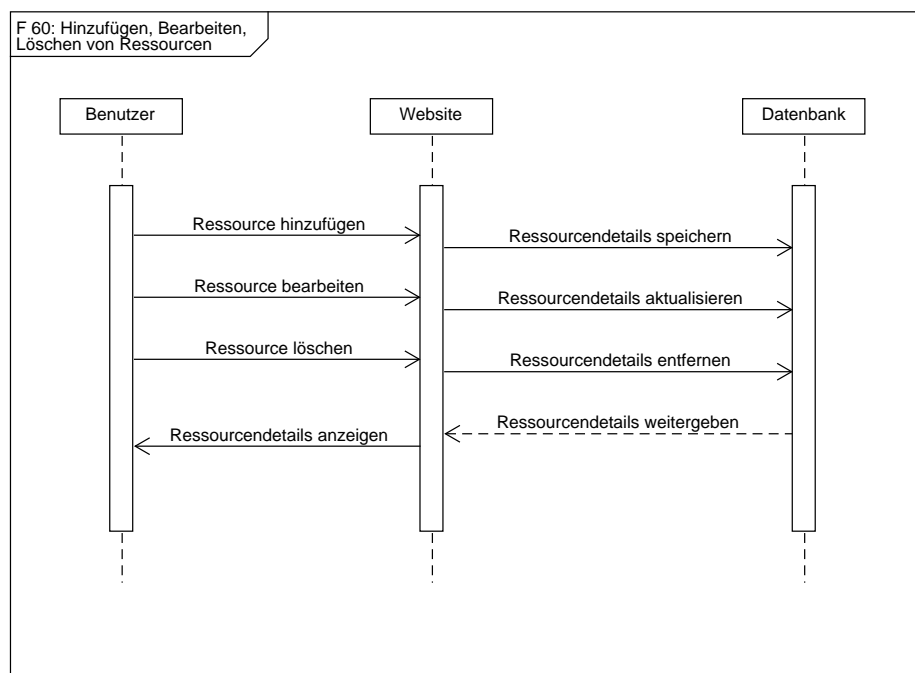 F 60: Hinzufügen, Bearbeiten,
Löschen von Ressourcen
Benutzer
Website
Datenbank
Ressource hinzufügen
Ressourcendetails speichern
Ressource bearbeiten
Ressourcendetails aktualisieren
Ressource löschen
Ressourcendetails entfernen
Ressourcendetails weitergeben
Ressourcendetails anzeigen